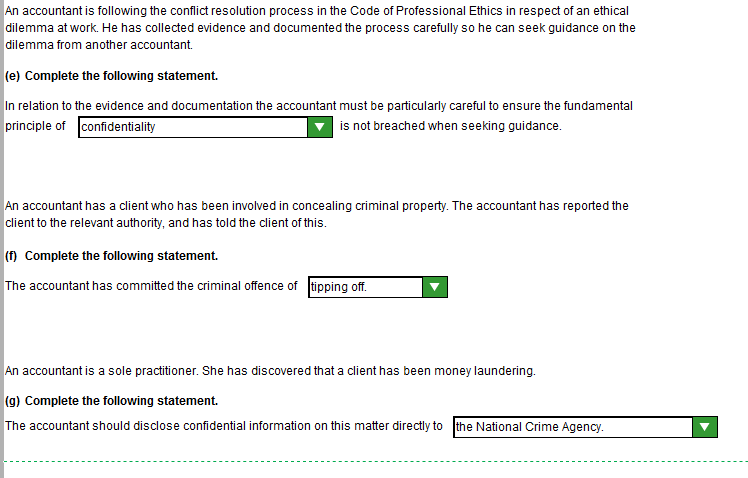 An accountant is following the conflict resolution process in the Code of Professional Ethics in respect of an ethical
dilemma at work. He has collected evidence and documented the process carefully so he can seek guidance on the
dilemma from another accountant.
(e) Complete the following statement.
In relation to the evidence and documentation the accountant must be particularly careful to ensure the fundamental
principle of confidentiality is not breached when seeking guidance.
An accountant has a client who has been involved in concealing criminal property. The accountant has reported the
client to the relevant authority, and has told the client of this.
(f) Complete the following statement.
The accountant has committed the criminal offence of tipping off.
An accountant is a sole practitioner. She has discovered that a client has been money laundering.
(g) Complete the following statement.
The accountant should disclose confidential information on this matter directly to the National Crime Agency.